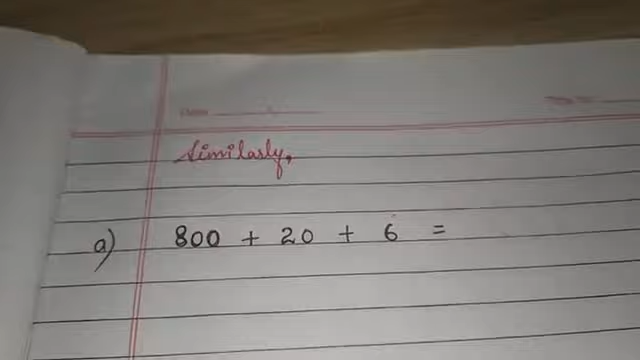 Similarly,
a) 800 + 20 + 6 =